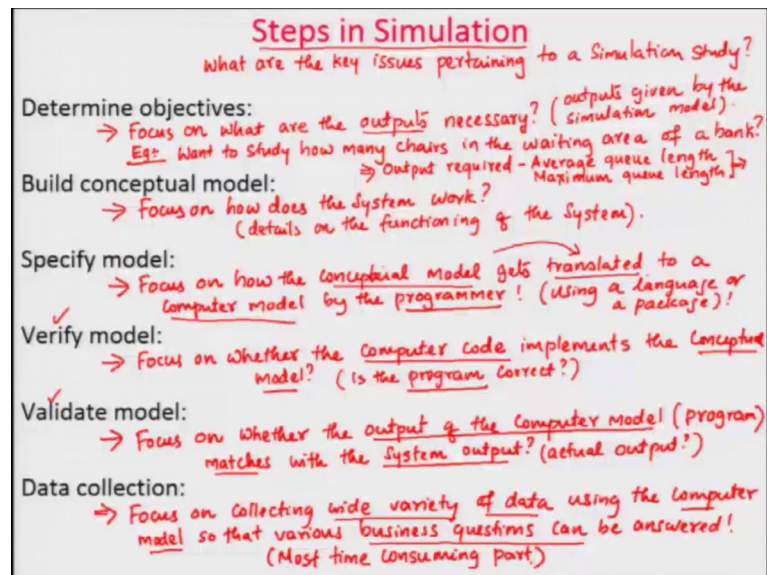 Steps in Simulation
What are the key issues pertaining to a Simulation Study?
Determine objectives:
→ Focus on what are the outputs necessary? (outputs given by the simulation model).
Eg: Want to study how many chairs in the waiting area of a bank?
⇒ Output required - Average queue length
Maximum queue length] →
Build conceptual model:
→ Focus on how does the System work?
(details on the functioning of the System).
Specify model:
→ Focus on how the conceptual model gets translated to a
Computer model by the programmer! (using a language or a package)!
Verify model:
→ Focus on whether the Computer code implements the Conceptual
model? (Is the program correct?)
Validate model:
→ Focus on whether the output of the Computer Model (program)
matches with the System output? (actual output?)
Data collection:
→ Focus on collecting wide variety of data using the Computer
model so that various business questions can be answered!
(Most time consuming part.)